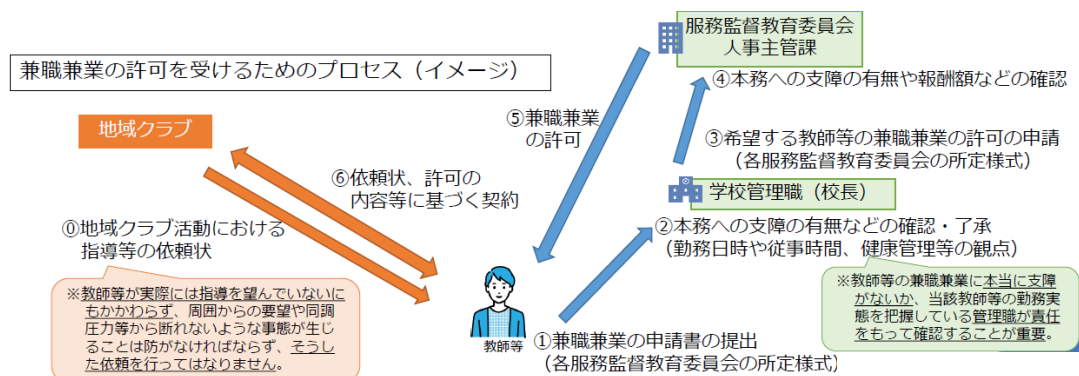 兼職兼業の許可を受けるためのプロセス（イメージ）
服務監督教育委員会
人事主管課
④本務への支障の有無や報酬額などの確認
⑤兼職兼業
の許可
③希望する教師等の兼職兼業の許可の申請
（各服務監督教育委員会の所定様式）
地域クラブ
⑥依頼状、許可の
内容等に基づく契約
学校管理職（校長）
②本務への支障の有無などの確認・了承
（勤務日時や従事時間、健康管理等の観点）
⓪地域クラブ活動における
指導等の依頼状
※教師等が実際には指導を望んでいないに
もかかわらず、周囲からの要望や同調
圧力等から断れないような事態が生じ
ることは防がなければならず、そうし
た依頼を行ってはなりません。
教師等
①兼職兼業の申請書の提出
（各服務監督教育委員会の所定様式）
※教師等の兼職兼業に本当に支障
がないか、当該教師等の勤務実
態を把握している管理職が責任
をもって確認することが重要。